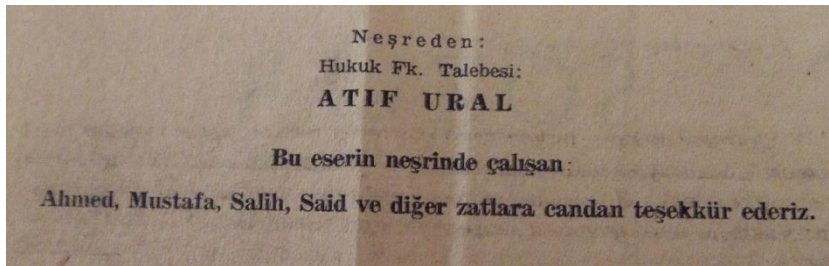 Neşreden:
Hukuk Fk. Talebesi:
ATIF URAL
Bu eserin neşrinde çalışan:
Ahmed, Mustafa, Salih, Said ve diğer zatlara candan teşekkür ederiz.